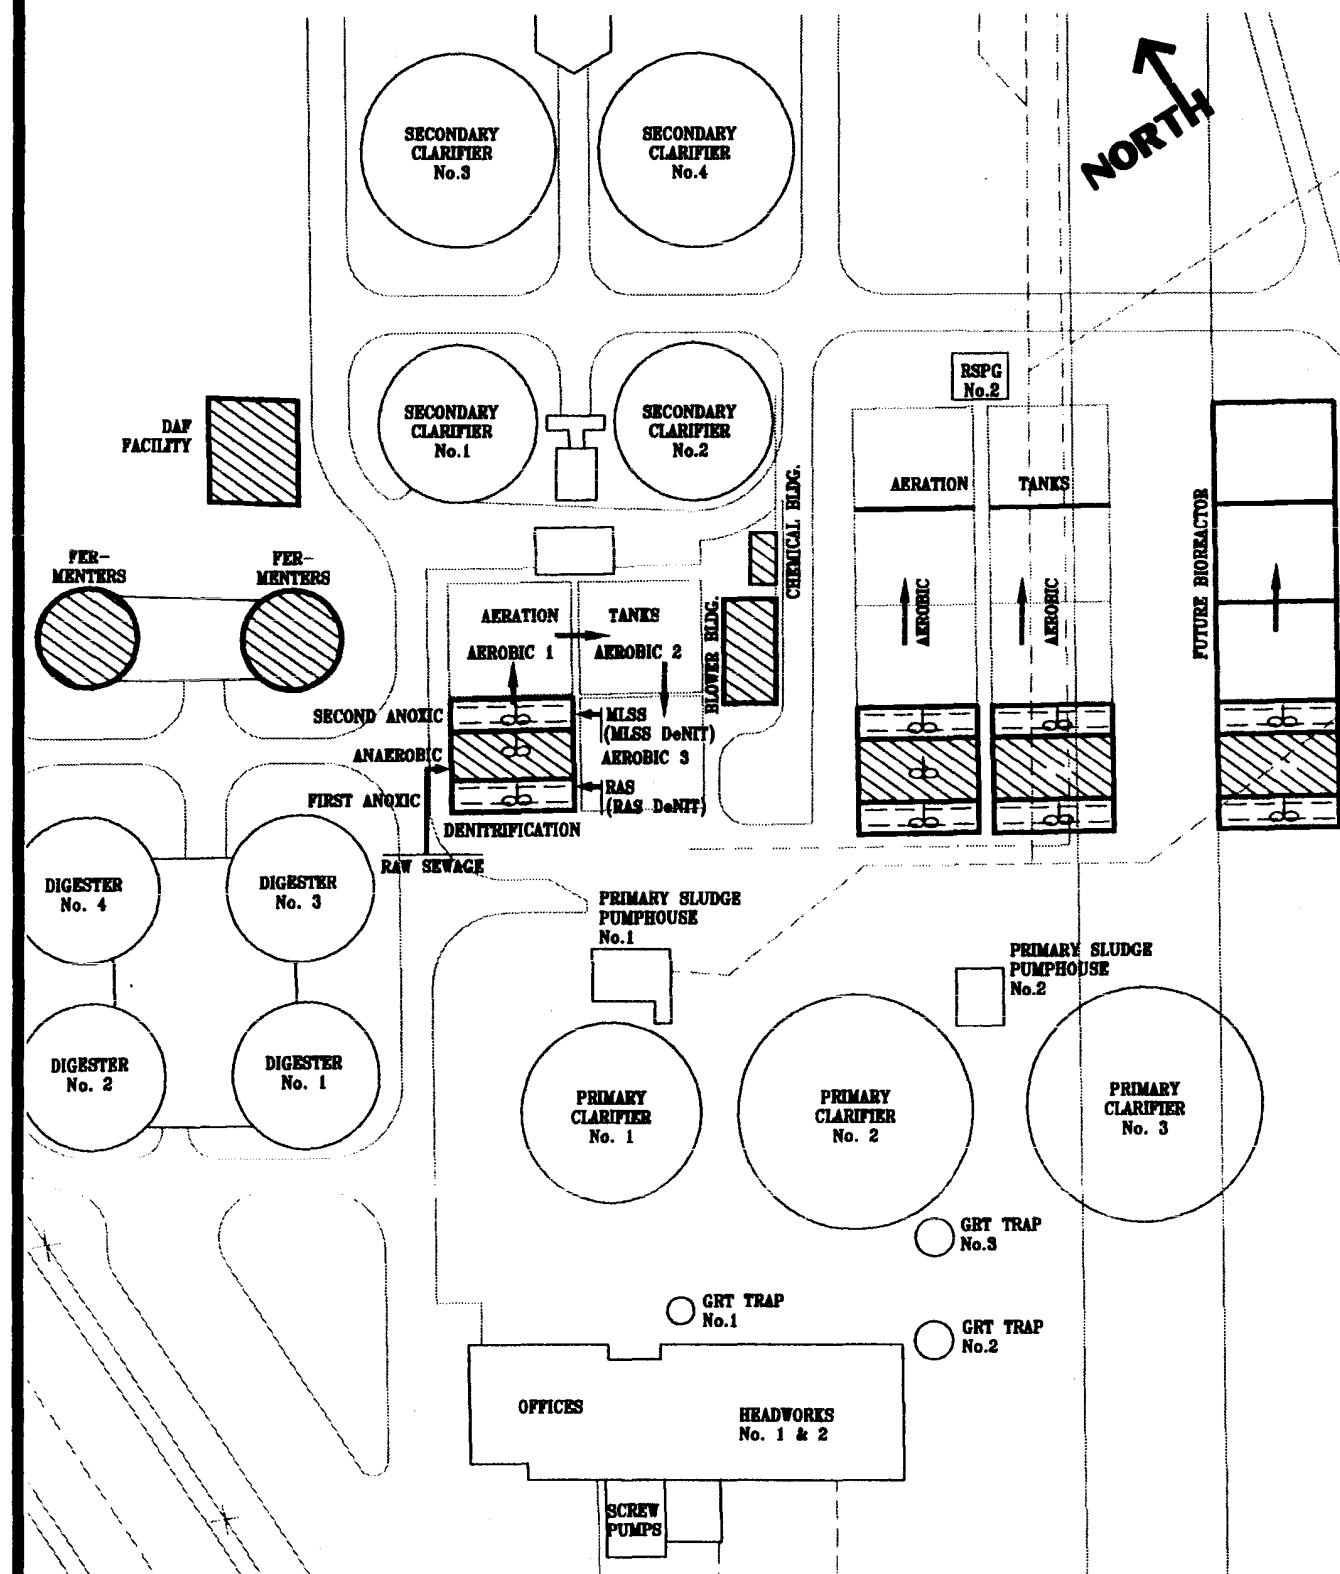 NORTH
SECONDARY
CLARIFIER
No.3
SECONDARY
CLARIFIER
No.4
RSPG
No.2
SECONDARY
CLARIFIER
No.1
SECONDARY
CLARIFIER
No.2
DAF
FACILITY
CHEMICAL BLDG.
AERATION TANKS
FUTURE BIOREACTOR
FER-
MENTERS
FER-
MENTERS
AERATION TANKS
AEROBIC 1
AEROBIC 2
BLOWER BLDG.
AEROBIC
AEROBIC
SECOND ANOXIC
MLSS
(MLSS DeNIT)
ANAEROBIC
AEROBIC 3
FIRST ANOXIC
RAS
(RAS DeNIT)
DENITRIFICATION
RAW SEWAGE
DIGESTER
No. 4
DIGESTER
No. 3
PRIMARY SLUDGE
PUMPHOUSE
No.1
PRIMARY SLUDGE
PUMPHOUSE
No.2
DIGESTER
No. 2
DIGESTER
No. 1
PRIMARY
CLARIFIER
No. 1
PRIMARY
CLARIFIER
No. 2
PRIMARY
CLARIFIER
No. 3
GRT TRAP
No.3
GRT TRAP
No.1
GRT TRAP
No.2
OFFICES
HEADWORKS
No. 1 & 2
SCREW
PUMPS